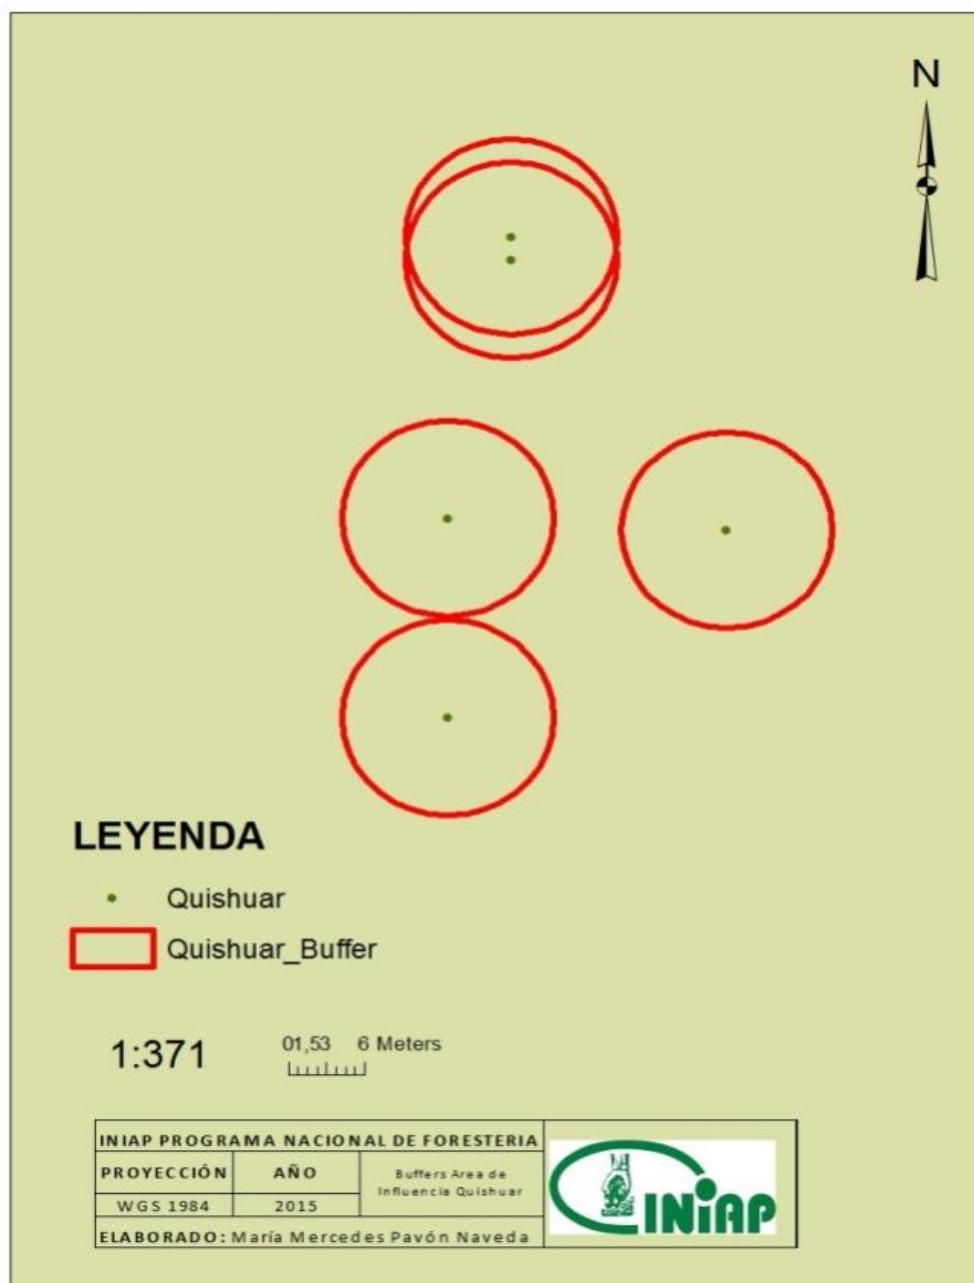 N
LEYENDA
Quishuar
Quishuar_Buffer
1:371
01,53 6 Meters
INIAP PROGRAMA NACIONAL DE FORESTERIA
PROYECCIÓN AÑO Buffers Area de
Influencia Quishuar
WGS 1984 2015
ELABORADO: María Mercedes Pavón Naveda
INiAP